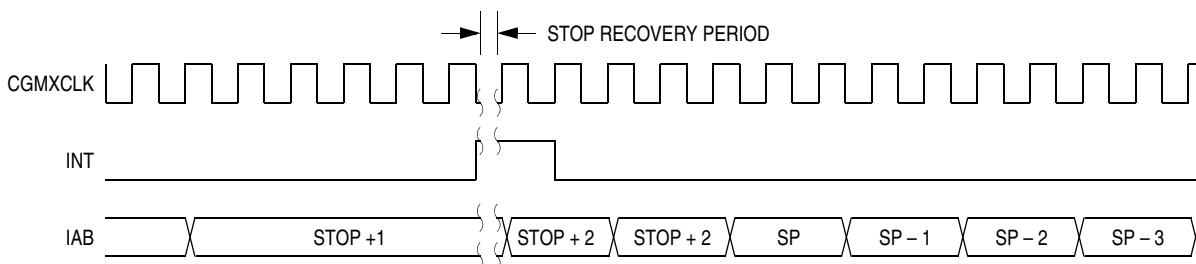 STOP RECOVERY PERIOD
CGMXCLK
INT
IAB STOP +1 STOP + 2 STOP + 2 SP SP – 1 SP – 2 SP – 3